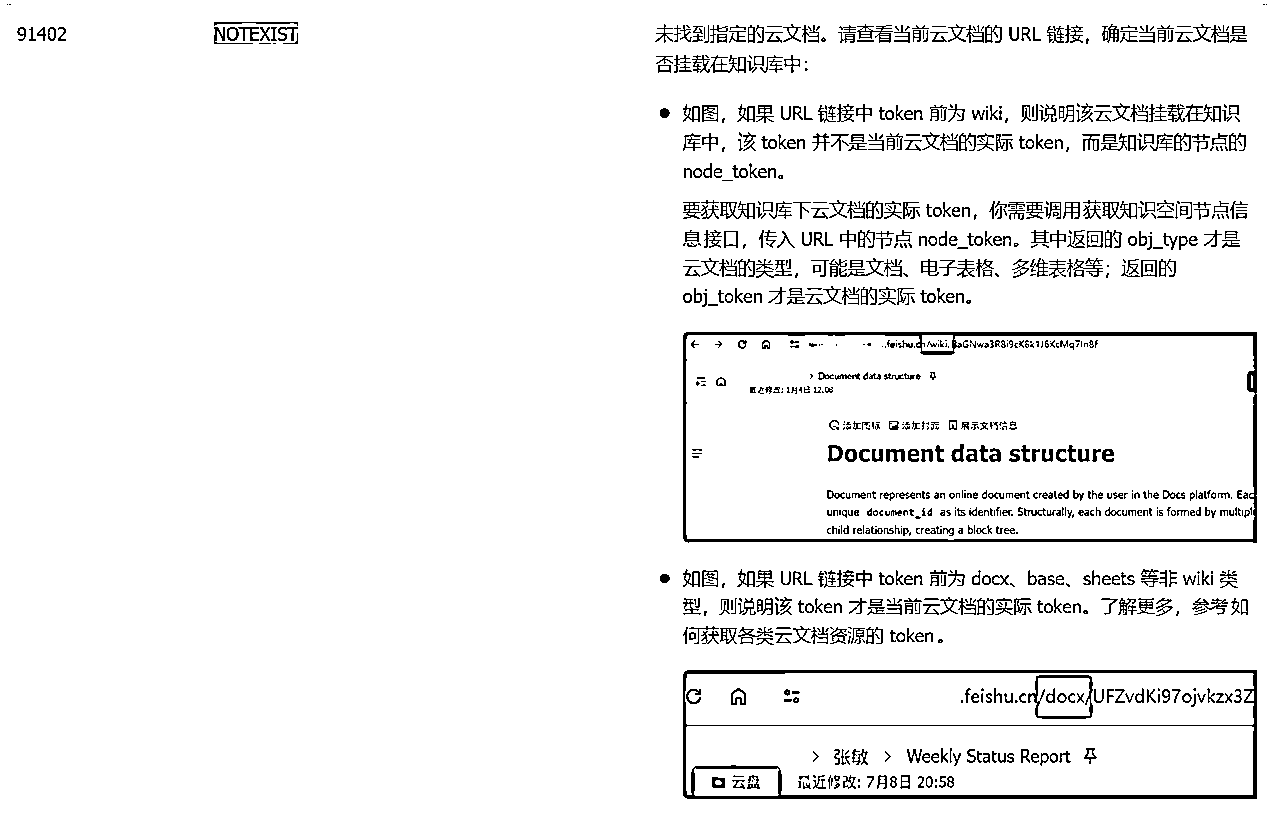 91402
NOTEXIST
未找到指定的云文档。请查看当前云文档的 URL 链接，确定当前云文档是
否挂载在知识库中：
● 如图，如果 URL 链接中 token 前为 wiki，则说明该云文档挂载在知识
库中，该 token 并不是当前云文档的实际 token，而是知识库的节点的
node_token。
要获取知识库下云文档的实际 token，你需要调用获取知识空间节点信
息接口，传入 URL 中的节点 node_token。其中返回的 obj_type 才是
云文档的类型，可能是文档、电子表格、多维表格等；返回的
obj_token 才是云文档的实际 token。
.feishu.cn/wiki/
> Document data structure
最近修改: 1月4日 12:06
添加图标 添加封面 展示文档信息
Document data structure
Document represents an online document created by the user in the Docs platform. Eac
unique document_id as its identifier. Structurally, each document is formed by multipl
child relationship, creating a block tree.
● 如图，如果 URL 链接中 token 前为 docx、base、sheets 等非 wiki 类
型，则说明该 token 才是当前云文档的实际 token。了解更多，参考如
何获取各类云文档资源的 token。
.feishu.cn/docx/UFZvdKi97ojvkzx3Z
> 张敏 > Weekly Status Report
云盘 最近修改: 7月8日 20:58